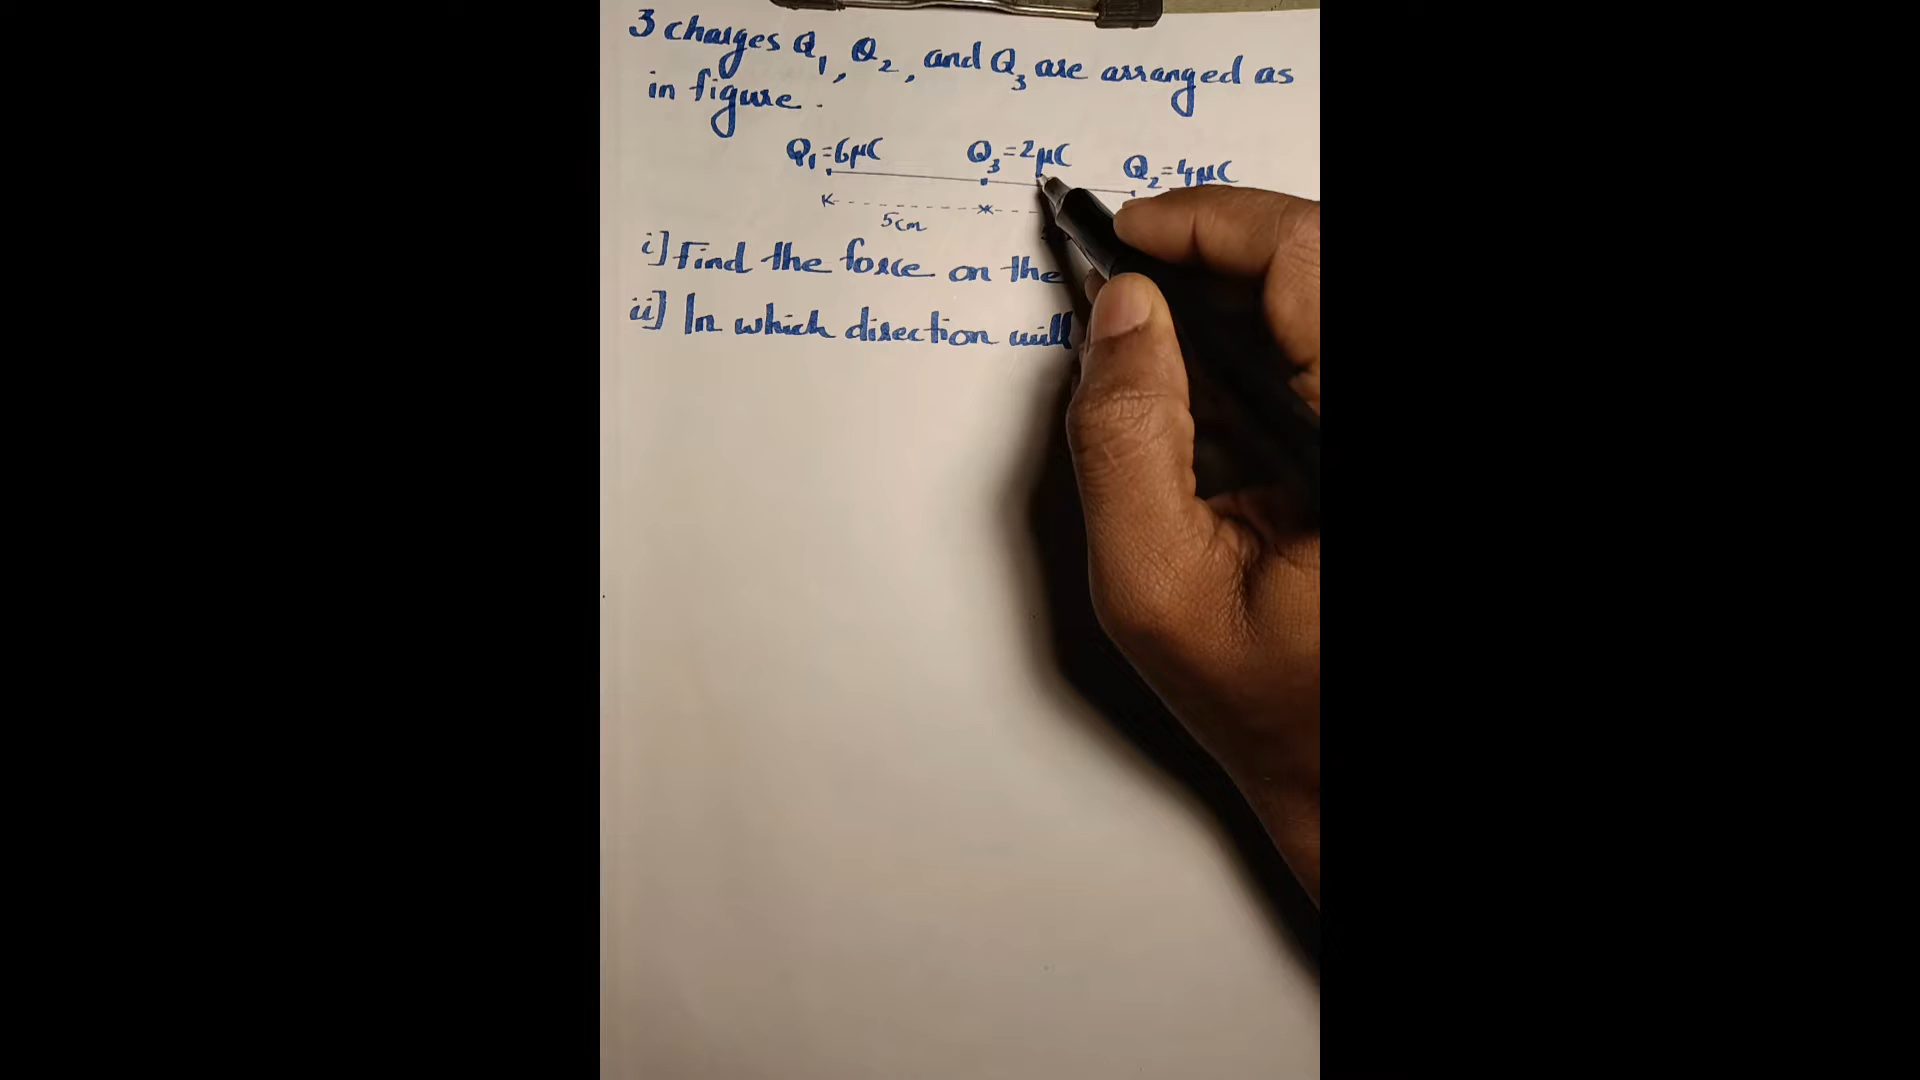 3 charges Q₁, Q₂, and Q₃ are arranged as
in figure.
Q₁=6μC Q₃=2μC Q₂=4μC
5cm
i] Find the force on the
ii] In which direction will